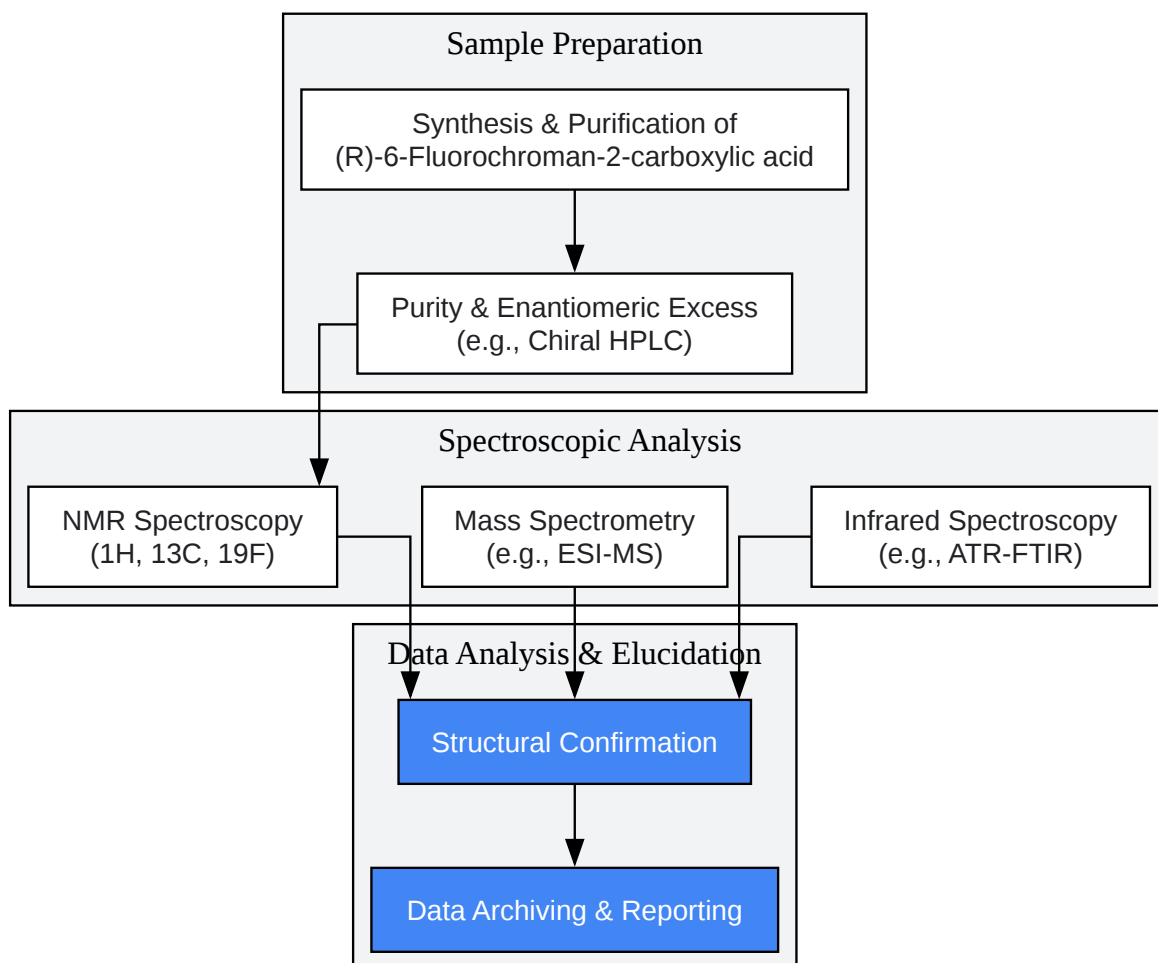 Sample Preparation
Synthesis & Purification of
(R)-6-Fluorochroman-2-carboxylic acid
Purity & Enantiomeric Excess
(e.g., Chiral HPLC)
Spectroscopic Analysis
NMR Spectroscopy
(1H, 13C, 19F)
Mass Spectrometry
(e.g., ESI-MS)
Infrared Spectroscopy
(e.g., ATR-FTIR)
Data Analysis & Elucidation
Structural Confirmation
Data Archiving & Reporting